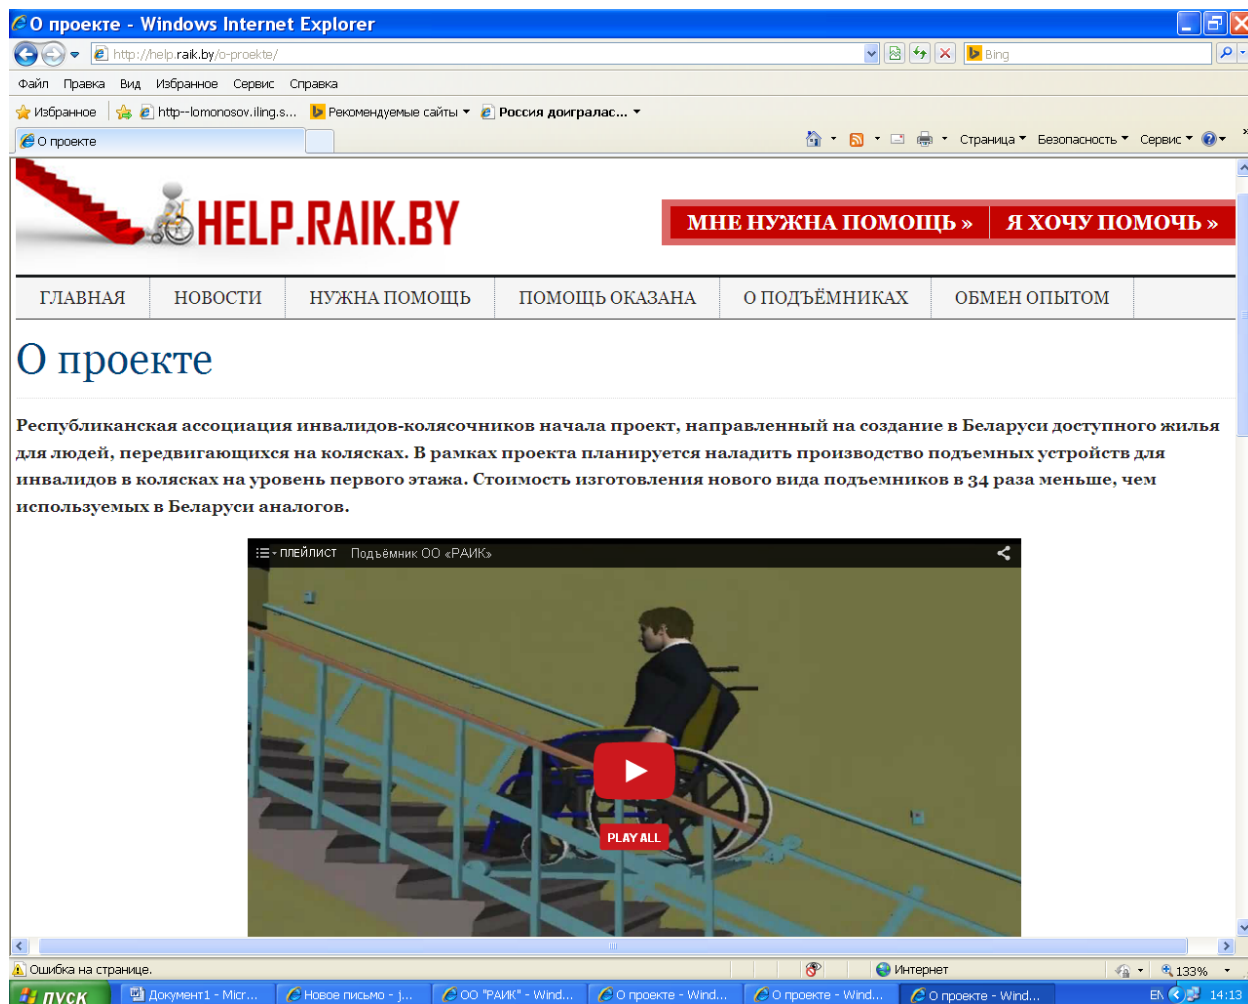 О проекте - Windows Internet Explorer
http://help.raik.by/o-proekte/
Bing
Файл Правка Вид Избранное Сервис Справка
Избранное http--lomonosov.iling.s... Рекомендуемые сайты Россия доигралас...
О проекте Страница Безопасность Сервис
HELP.RAIK.BY
МНЕ НУЖНА ПОМОЩЬ » Я ХОЧУ ПОМОЧЬ »
ГЛАВНАЯ НОВОСТИ НУЖНА ПОМОЩЬ ПОМОЩЬ ОКАЗАНА О ПОДЪЁМНИКАХ ОБМЕН ОПЫТОМ
О проекте
Республиканская ассоциация инвалидов-колясочников начала проект, направленный на создание в Беларуси доступного жилья
для людей, передвигающихся на колясках. В рамках проекта планируется наладить производство подъемных устройств для
инвалидов в колясках на уровень первого этажа. Стоимость изготовления нового вида подъемников в 34 раза меньше, чем
используемых в Беларуси аналогов.
ПЛЕЙЛИСТ Подъёмник ОО «РАИК»
PLAY ALL
Ошибка на странице. Интернет 133%
пуск Документ1 - Micr... Новое письмо - j... ОО "РАИК" - Wind... О проекте - Wind... О проекте - Wind... О проекте - Wind... EN 14:13